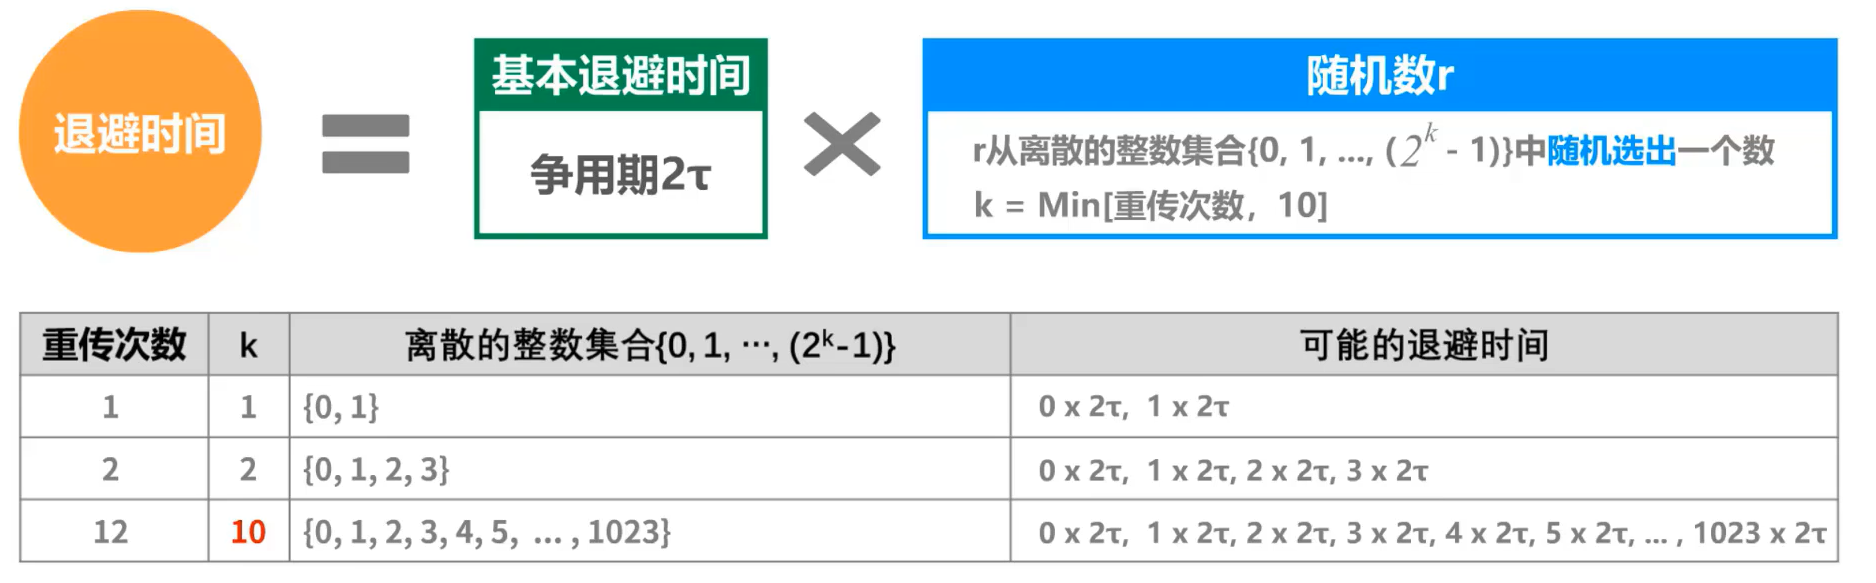 退避时间
=
基本退避时间
争用期2τ
×
随机数r
r从离散的整数集合{0, 1, ..., (2^k - 1)}中随机选出一个数
k = Min[重传次数，10]
重传次数 k 离散的整数集合{0, 1, ···, (2^k-1)} 可能的退避时间
1 1 {0, 1} 0 x 2τ, 1 x 2τ
2 2 {0, 1, 2, 3} 0 x 2τ, 1 x 2τ, 2 x 2τ, 3 x 2τ
12 10 {0, 1, 2, 3, 4, 5, ... , 1023} 0 x 2τ, 1 x 2τ, 2 x 2τ, 3 x 2τ, 4 x 2τ, 5 x 2τ, ... , 1023 x 2τ